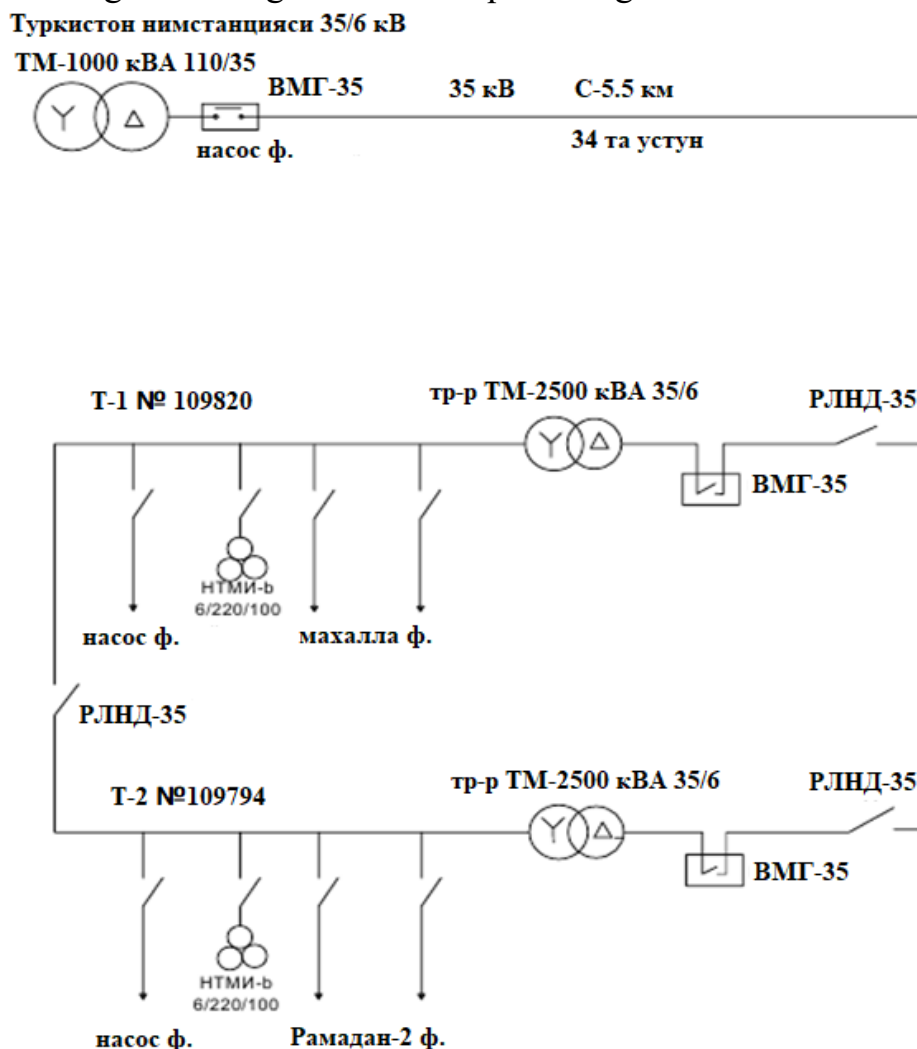 Туркистон нимстанцияси 35/6 кВ
ТМ-1000 кВА 110/35
ВМГ-35
35 кВ
С-5.5 км
насос ф.
34 та устун
Т-1 № 109820
тр-р ТМ-2500 кВА 35/6
РЛНД-35
ВМГ-35
НТМИ-b
6/220/100
насос ф.
махалла ф.
РЛНД-35
Т-2 №109794
тр-р ТМ-2500 кВА 35/6
РЛНД-35
ВМГ-35
НТМИ-b
6/220/100
насос ф.
Рамадан-2 ф.